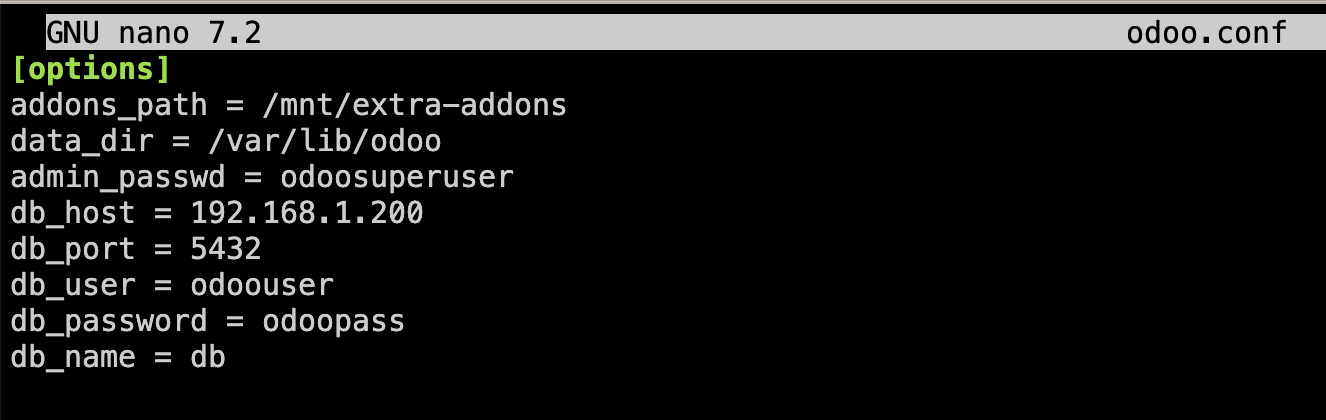 GNU nano 7.2 odoo.conf
[options]
addons_path = /mnt/extra-addons
data_dir = /var/lib/odoo
admin_passwd = odoosuperuser
db_host = 192.168.1.200
db_port = 5432
db_user = odoouser
db_password = odoopass
db_name = db